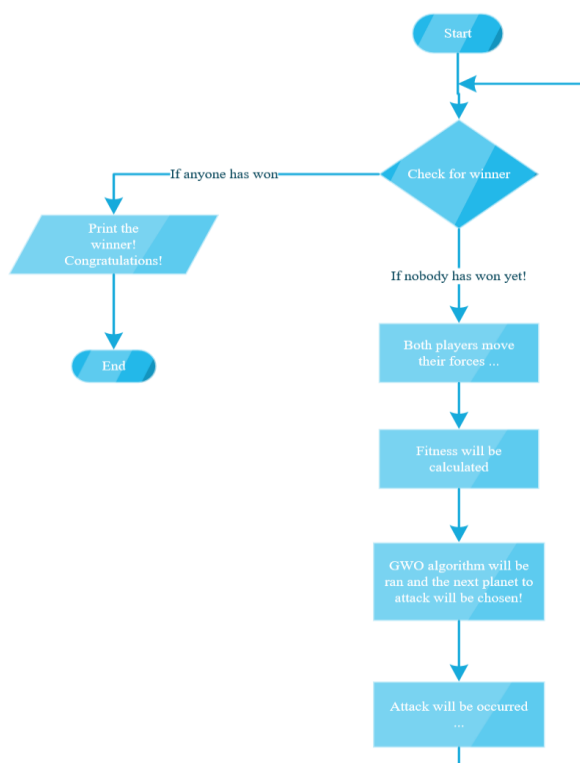 Start
Check for winner
If anyone has won
Print the
winner!
Congratulations!
End
If nobody has won yet!
Both players move
their forces ...
Fitness will be
calculated
GWO algorithm will be
ran and the next planet to
attack will be chosen!
Attack will be occurred
...